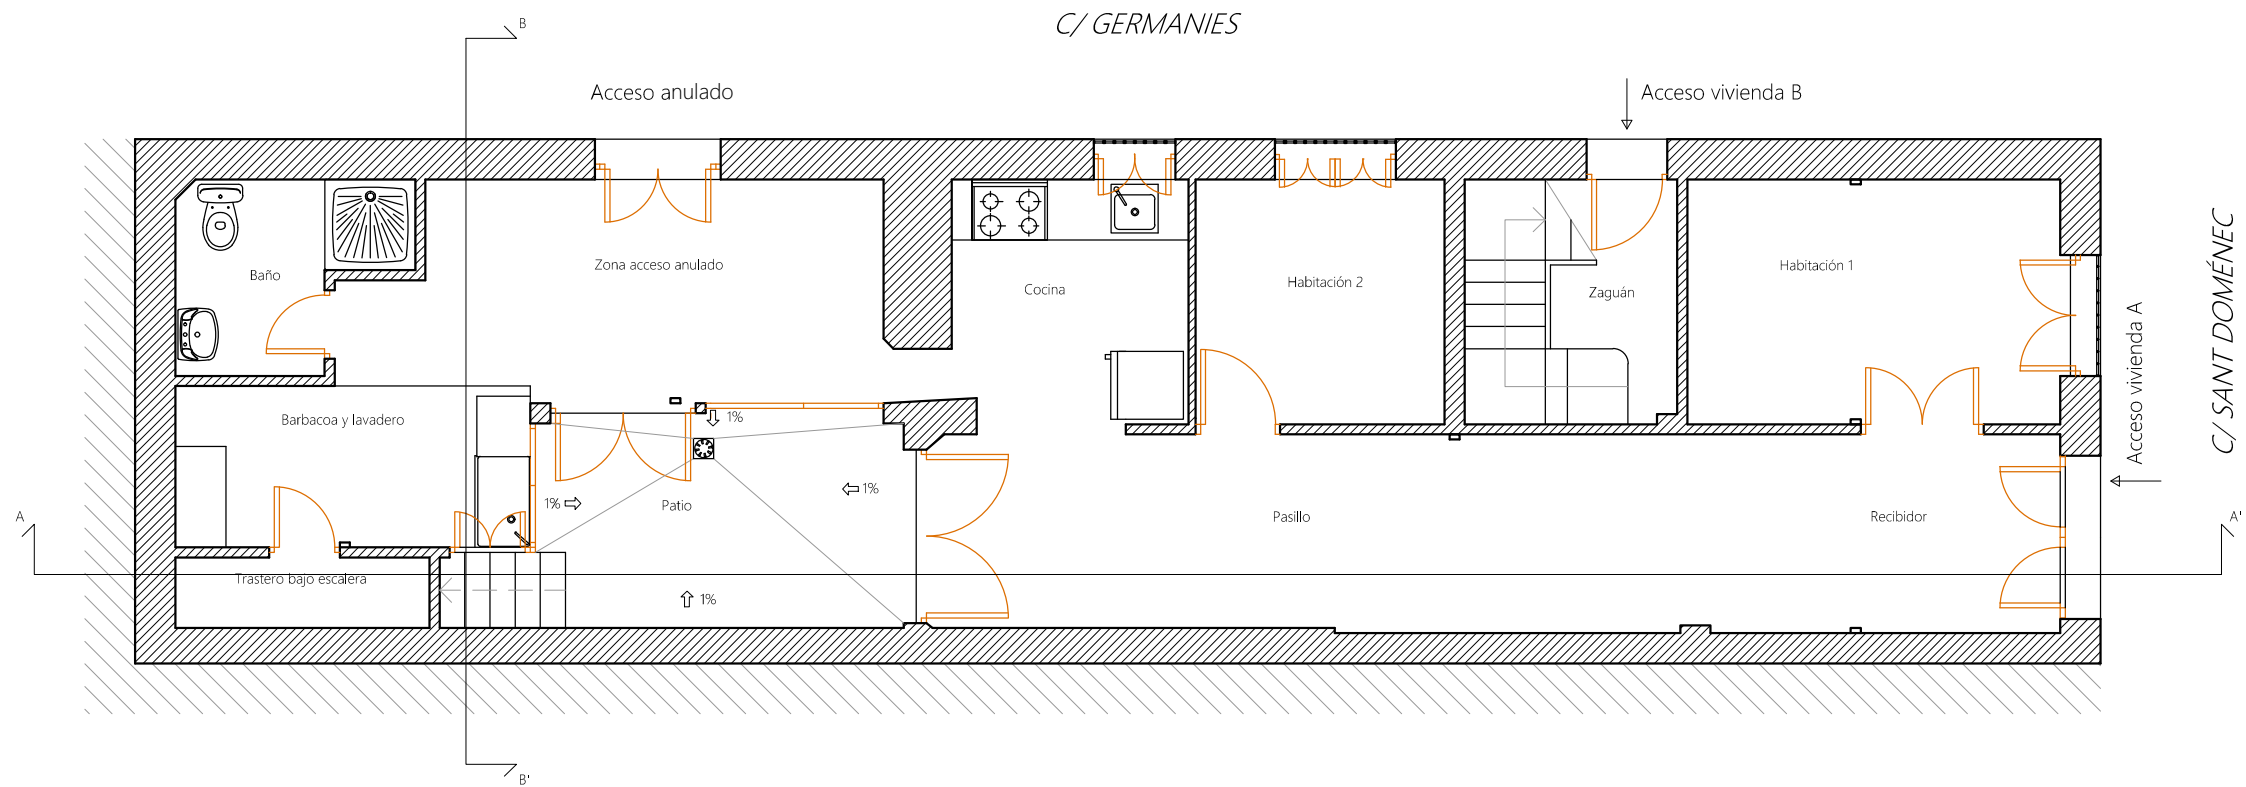 C/ GERMANIES
B
Acceso anulado
Acceso vivienda B
Baño
Zona acceso anulado
Cocina
Habitación 2
Zaguán
Habitación 1
Acceso vivienda A
C/ SANT DOMÉNEC
Barbacoa y lavadero
1%
1%
1%
Patio
Pasillo
Recibidor
A
A'
Trastero bajo escalera
1%
B'